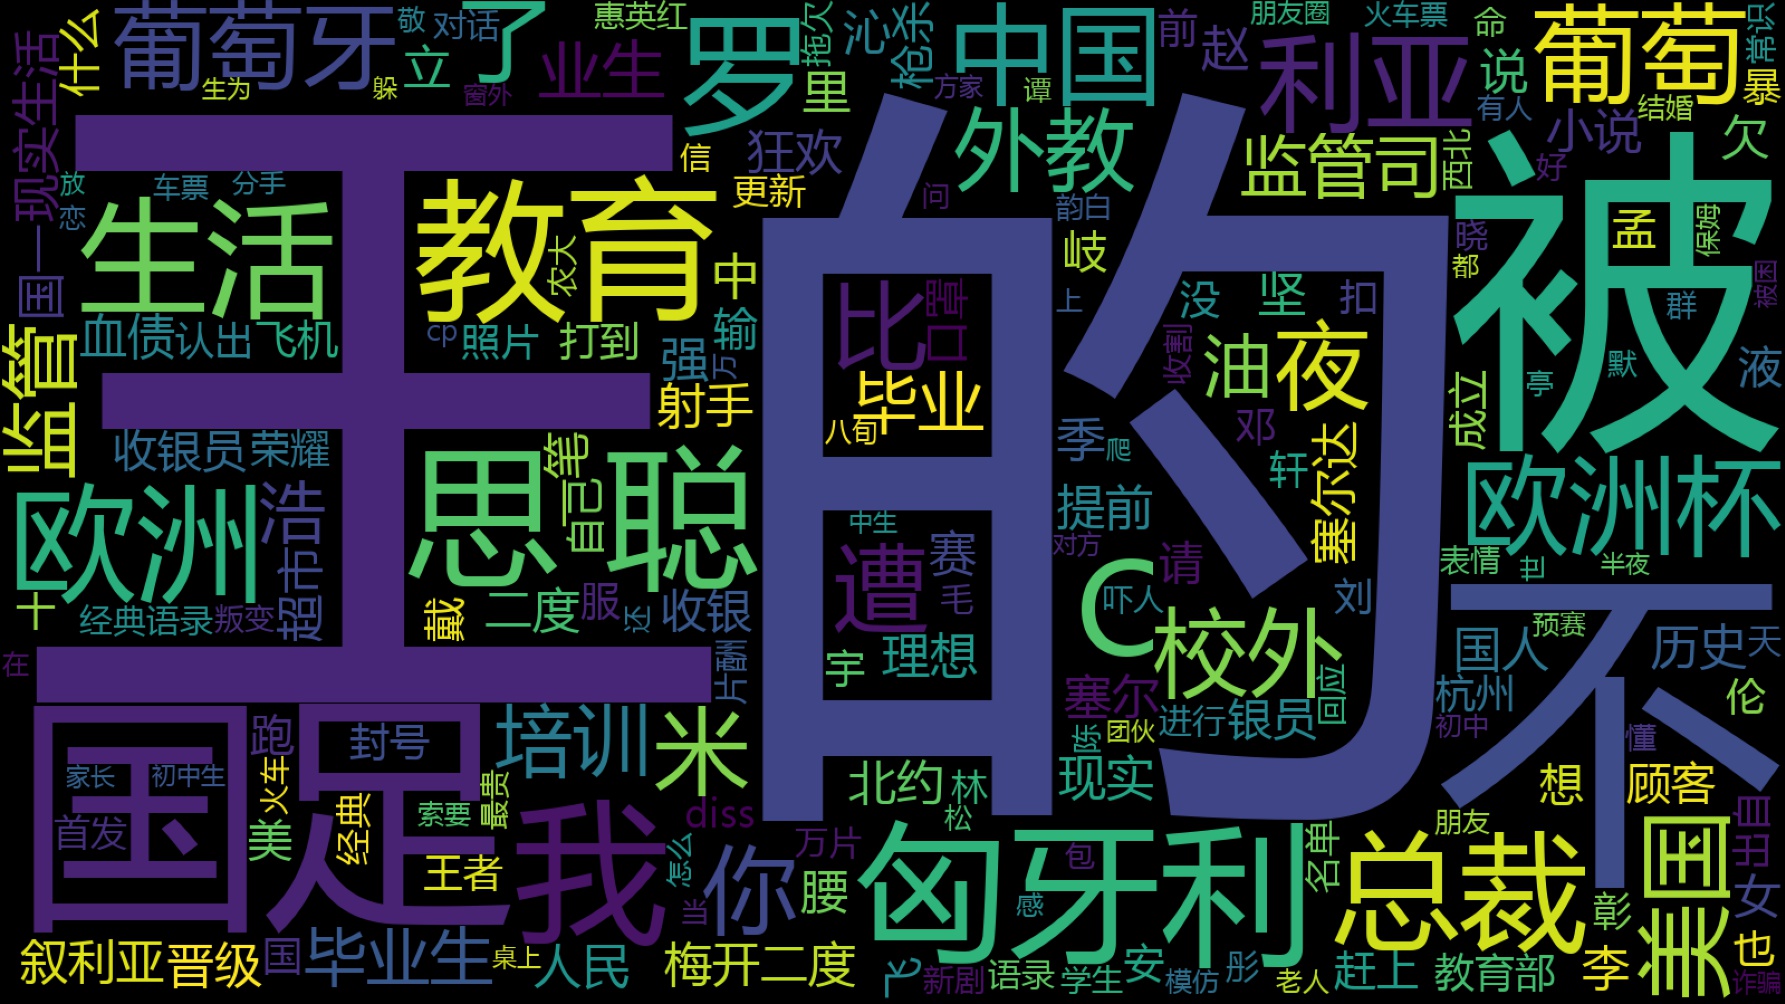 惠英红
朋友圈
火车票
葡萄牙
敬
对话
了
立
什么
生为
躲
窗外
业生
罗
拖欠
里
沁
枪杀
方家
谭
中国
前
赵
利亚
命
说
有人
葡萄
常识
暴
结婚
小说
好
欠
现实生活
国一
放
恋
车票
分手
王
信
狂欢
更新
问
的
外教
韵白
监管司
西北
被
孟
保姆
晓
都
被困
群
生活
教育
农大
中
岐
上
没
坚
扣
血债
认出
飞机
cp
照片
打到
强
输
万
比
口罩
收割
油
夜
默
亭
液
监管
射手
毕业
八旬
邓
季
爬
轩
塞尔达
成立
收银员
荣耀
思聪
笔
自己
欧洲
浩
超市
提前
中生
对方
遭
赛
毛
请
C
吓人
刘
欧洲杯
表情
半夜
十
经典语录
叛变
戴
二度
服
还
收银
片酬
宇
理想
校外
塞尔
回应
不
预赛
国人
历史
天
在
杭州
初中
伦
懂
国足
跑
封号
培训
米
进行
银员
团伙
陈
现实
家长
初中生
火车
首发
美
经典
索要
最贵
北约
林
松
想
顾客
diss
我
怎么
你
万片
腰
匈牙利
包
感
名单
总裁
朋友
彰
美国
出自
女
王者
当
叙利亚
晋级
国
毕业生
桌上
人民
梅开二度
新剧
语录
学生
安
模仿
彤
老人
赶上
教育部
李
也
诈骗